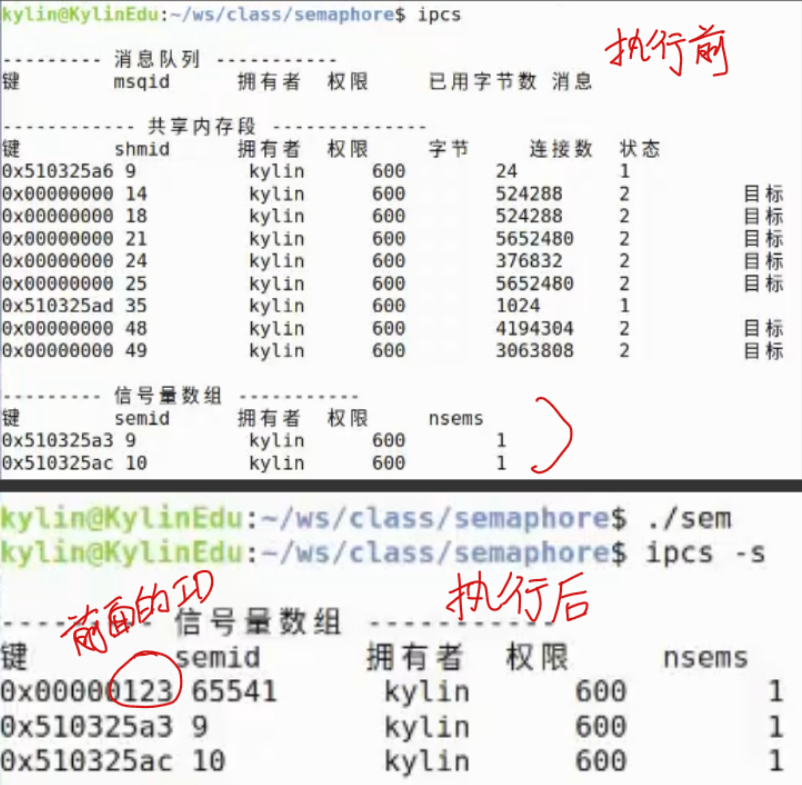 kylin@KylinEdu:~/ws/class/semaphore$ ipcs
执行前
--------- 消息队列 -----------
键 msqid 拥有者 权限 已用字节数 消息
------------ 共享内存段 --------------
键 shmid 拥有者 权限 字节 连接数 状态
0x510325a6 9 kylin 600 24 1
0x00000000 14 kylin 600 524288 2 目标
0x00000000 18 kylin 600 524288 2 目标
0x00000000 21 kylin 600 5652480 2 目标
0x00000000 24 kylin 600 376832 2 目标
0x00000000 25 kylin 600 5652480 2 目标
0x510325ad 35 kylin 600 1024 1
0x00000000 48 kylin 600 4194304 2 目标
0x00000000 49 kylin 600 3063808 2 目标
--------- 信号量数组 -----------
键 semid 拥有者 权限 nsems
0x510325a3 9 kylin 600 1
0x510325ac 10 kylin 600 1
kylin@KylinEdu:~/ws/class/semaphore$ ./sem
kylin@KylinEdu:~/ws/class/semaphore$ ipcs -s
前面的ID
执行后
--------- 信号量数组 -----------
键 semid 拥有者 权限 nsems
0x00000123 65541 kylin 600 1
0x510325a3 9 kylin 600 1
0x510325ac 10 kylin 600 1